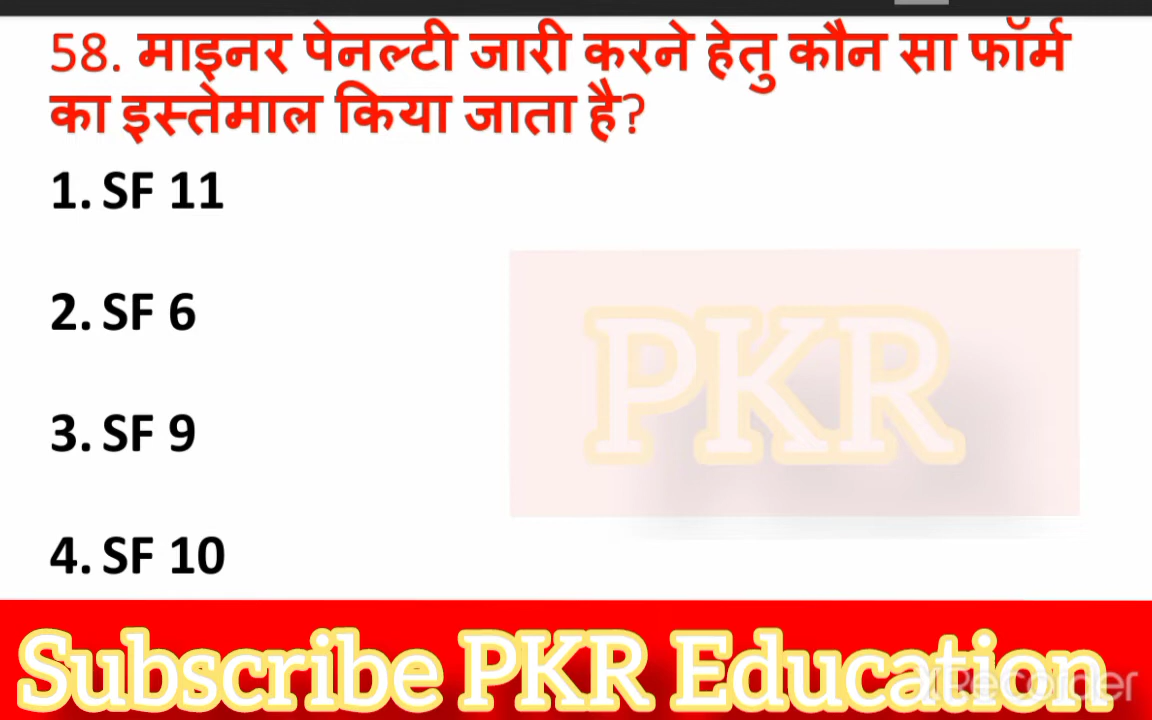 58. माइनर पेनल्टी जारी करने हेतु कौन सा फॉर्म
का इस्तेमाल किया जाता है?
1. SF 11
2. SF 6
PKR
3. SF 9
4. SF 10
Subscribe PKR Education
XRecorder